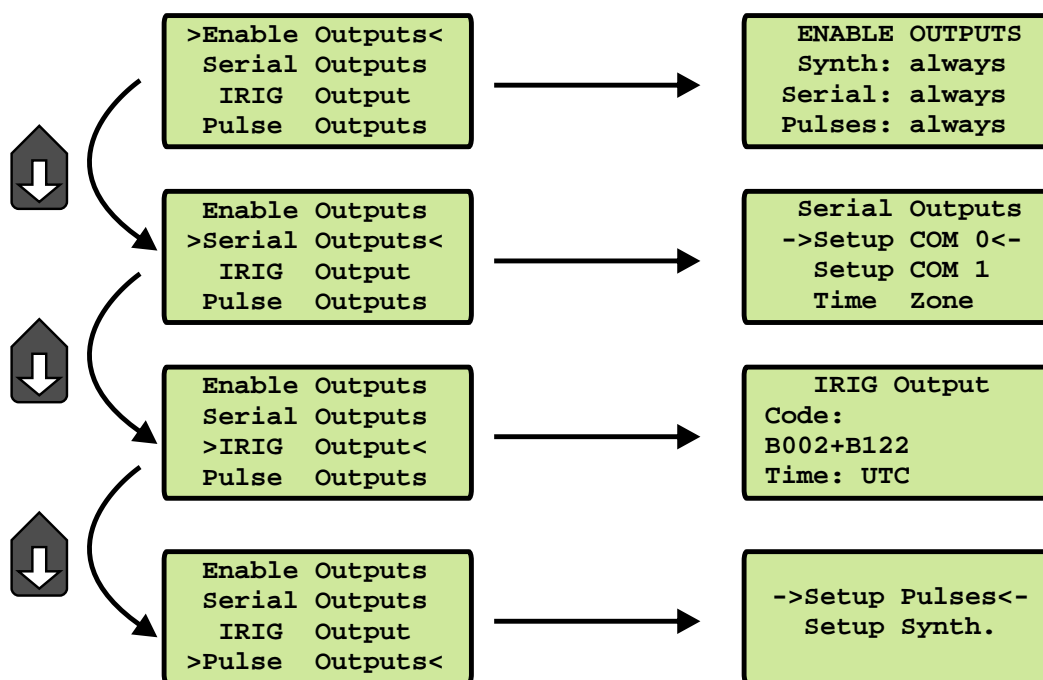 >Enable Outputs<
Serial Outputs
IRIG Output
Pulse Outputs
ENABLE OUTPUTS
Synth: always
Serial: always
Pulses: always
Enable Outputs
>Serial Outputs<
IRIG Output
Pulse Outputs
Serial Outputs
->Setup COM 0<-
Setup COM 1
Time Zone
Enable Outputs
Serial Outputs
>IRIG Output<
Pulse Outputs
IRIG Output
Code:
B002+B122
Time: UTC
Enable Outputs
Serial Outputs
IRIG Output
>Pulse Outputs<
->Setup Pulses<-
Setup Synth.